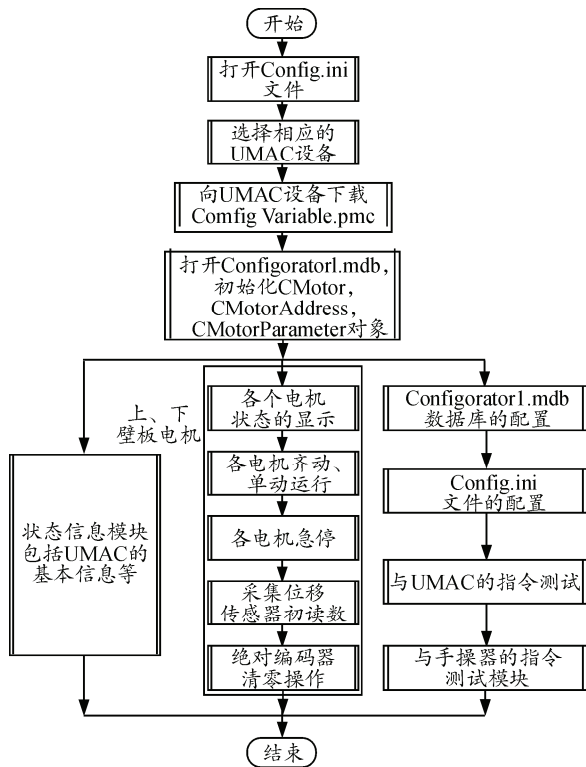 开始
打开Config.ini
文件
选择相应的
UMAC设备
向UMAC设备下载
Comfig Variable.pmc
打开Configorator1.mdb,
初始化CMotor,
CMotorAddress,
CMotorParameter对象
上、下
壁板电机
状态信息模块
包括UMAC的
基本信息等
各个电机
状态的显示
各电机齐动、
单动运行
各电机急停
采集位移
传感器初读数
绝对编码器
清零操作
Configorator1.mdb
数据库的配置
Config.ini
文件的配置
与UMAC的指令测试
与手操器的指令
测试模块
结束